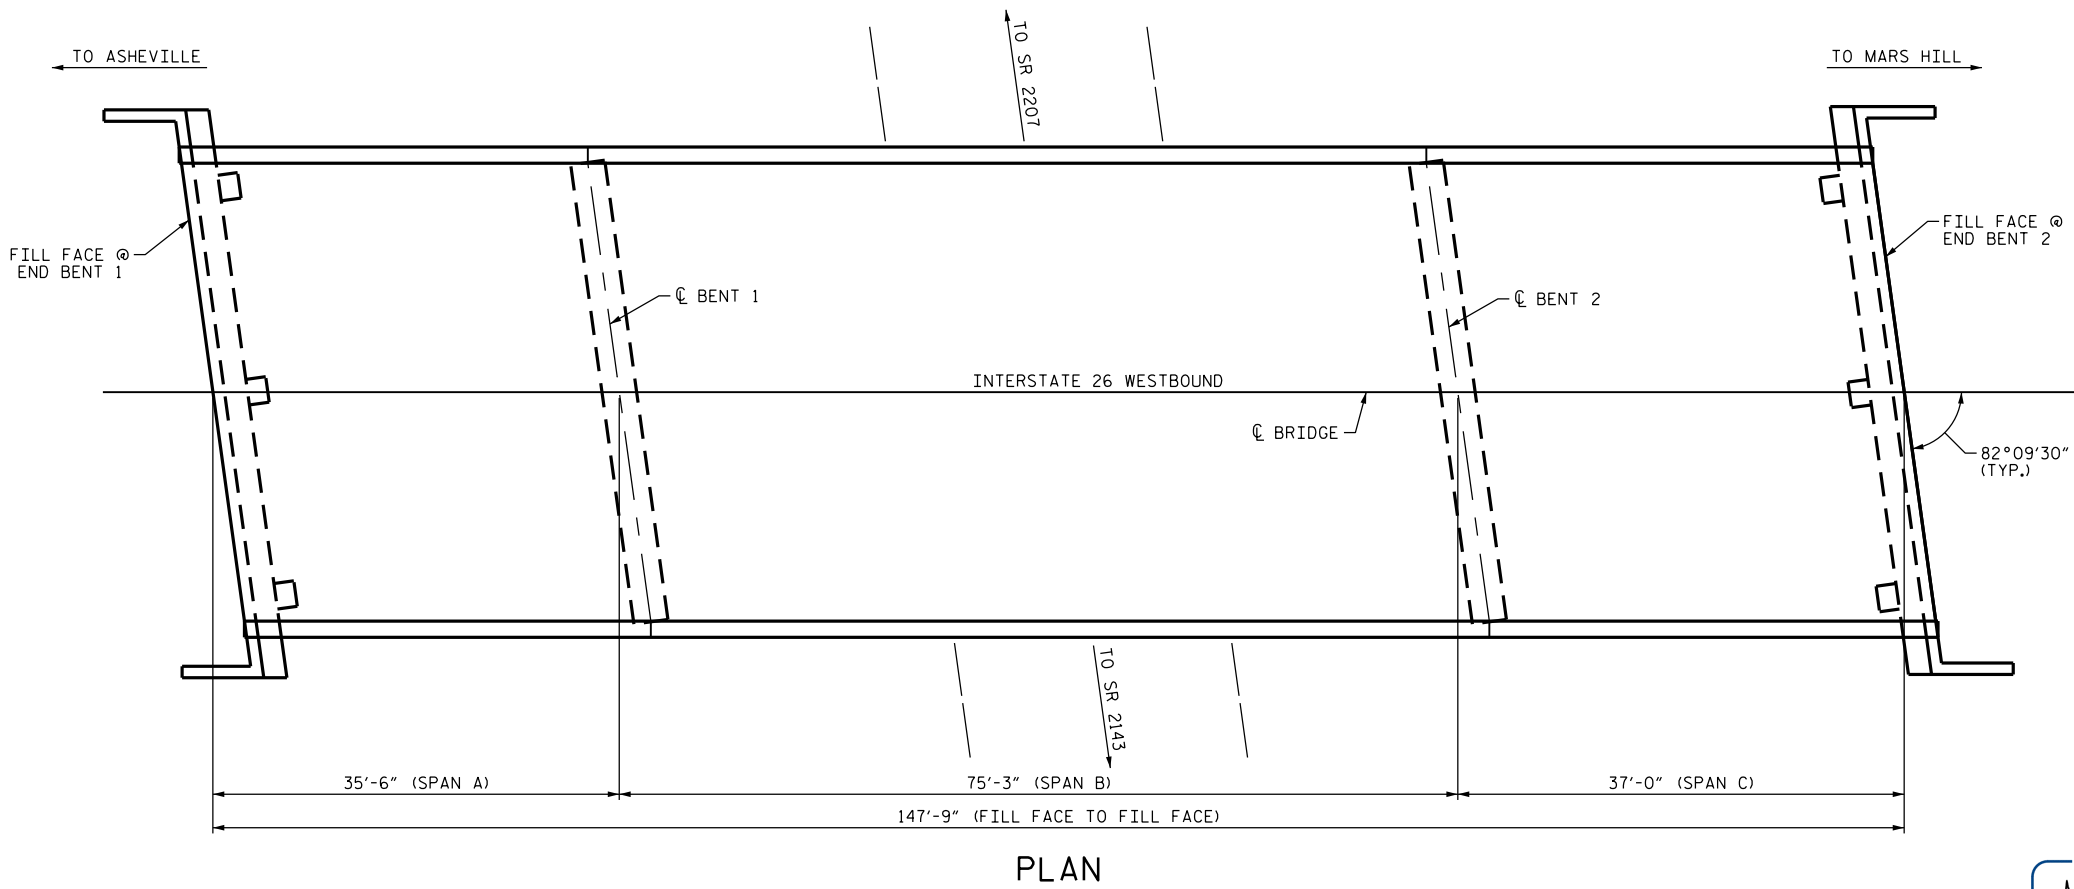 TO ASHEVILLE
TO SR 2207
TO MARS HILL
FILL FACE @
END BENT 1
FILL FACE @
END BENT 2
℄ BENT 1
℄ BENT 2
INTERSTATE 26 WESTBOUND
℄ BRIDGE
82°09'30"
(TYP.)
TO SR 2143
35'-6" (SPAN A)
75'-3" (SPAN B)
37'-0" (SPAN C)
147'-9" (FILL FACE TO FILL FACE)
PLAN